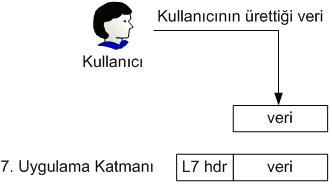 Kullanıcının ürettiği veri
Kullanıcı
veri
7. Uygulama Katmanı L7 hdr veri